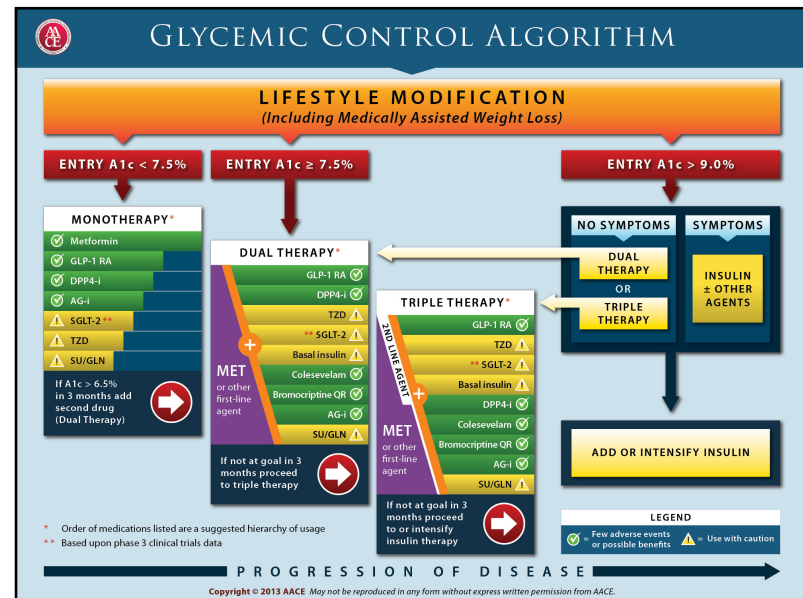 AACE
GLYCEMIC CONTROL ALGORITHM
LIFESTYLE MODIFICATION
(Including Medically Assisted Weight Loss)
ENTRY A1c < 7.5%
ENTRY A1c ≥ 7.5%
ENTRY A1c > 9.0%
MONOTHERAPY*
Metformin
GLP-1 RA
DPP4-i
AG-i
SGLT-2 **
TZD
SU/GLN
If A1c > 6.5%
in 3 months add
second drug
(Dual Therapy)
DUAL THERAPY*
GLP-1 RA
DPP4-i
TZD
** SGLT-2
Basal insulin
Colesevelam
Bromocriptine QR
AG-i
SU/GLN
+
MET
or other
first-line
agent
If not at goal in 3
months proceed
to triple therapy
TRIPLE THERAPY*
GLP-1 RA
TZD
** SGLT-2
Basal insulin
DPP4-i
Colesevelam
Bromocriptine QR
AG-i
SU/GLN
2ND LINE AGENT
+
MET
or other
first-line
agent
If not at goal in 3
months proceed
to or intensify
insulin therapy
NO SYMPTOMS
DUAL
THERAPY
OR
TRIPLE
THERAPY
SYMPTOMS
INSULIN
± OTHER
AGENTS
ADD OR INTENSIFY INSULIN
LEGEND
= Few adverse events
or possible benefits
= Use with caution
* Order of medications listed are a suggested hierarchy of usage
** Based upon phase 3 clinical trials data
PROGRESSION OF DISEASE
Copyright © 2013 AACE May not be reproduced in any form without express written permission from AACE.